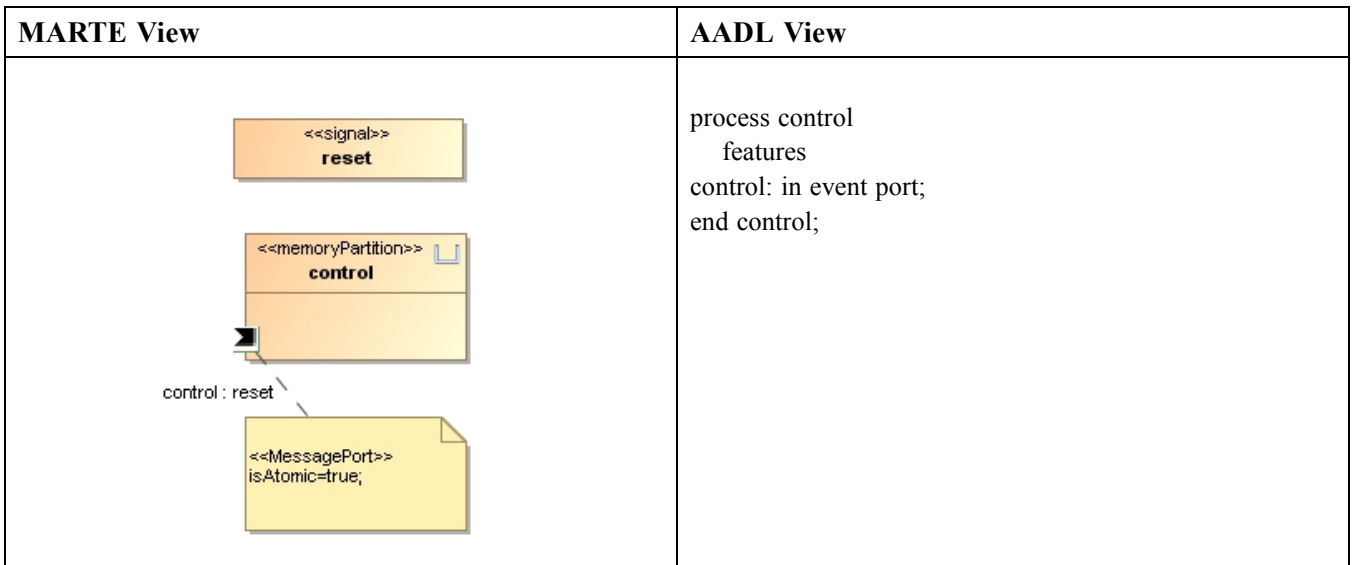 MARTE View
AADL View
<<signal>>
reset
<<memoryPartition>>
control
control : reset
<<MessagePort>>
isAtomic=true;
process control
features
control: in event port;
end control;